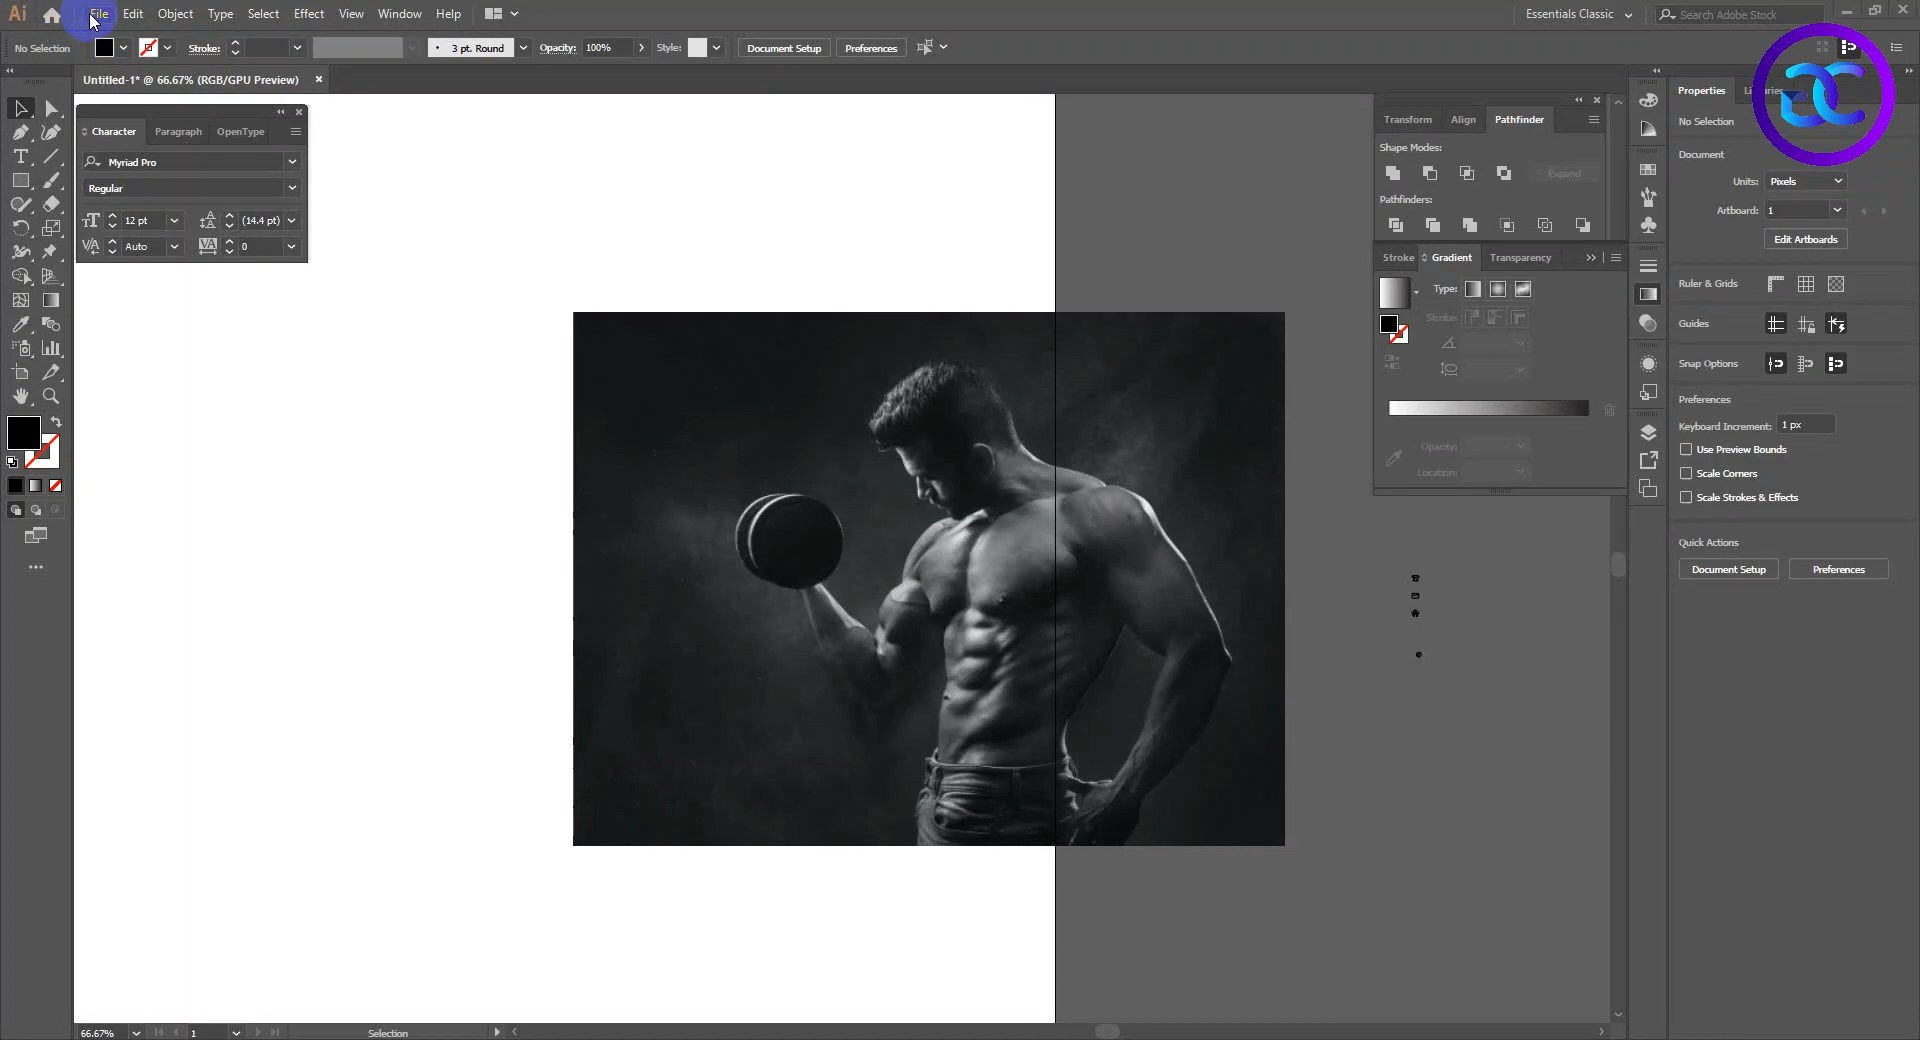 Ai File Edit Object Type Select Effect View Window Help Essentials Classic Search Adobe Stock
No Selection Stroke: 3 pt. Round Opacity: 100% Style: Document Setup Preferences
Untitled-1* @ 66.67% (RGB/GPU Preview)
Character Paragraph OpenType
Myriad Pro
Regular
12 pt (14.4 pt)
Auto 0
Transform Align Pathfinder
Shape Modes:
Expand
Pathfinders:
Stroke Gradient Transparency
Type:
Stroke:
Opacity:
Location:
Properties
No Selection
Document
Units: Pixels
Artboard: 1
Edit Artboards
Ruler & Grids
Guides
Snap Options
Preferences
Keyboard Increment: 1 px
Use Preview Bounds
Scale Corners
Scale Strokes & Effects
Quick Actions
Document Setup Preferences
66.67% 1 Selection